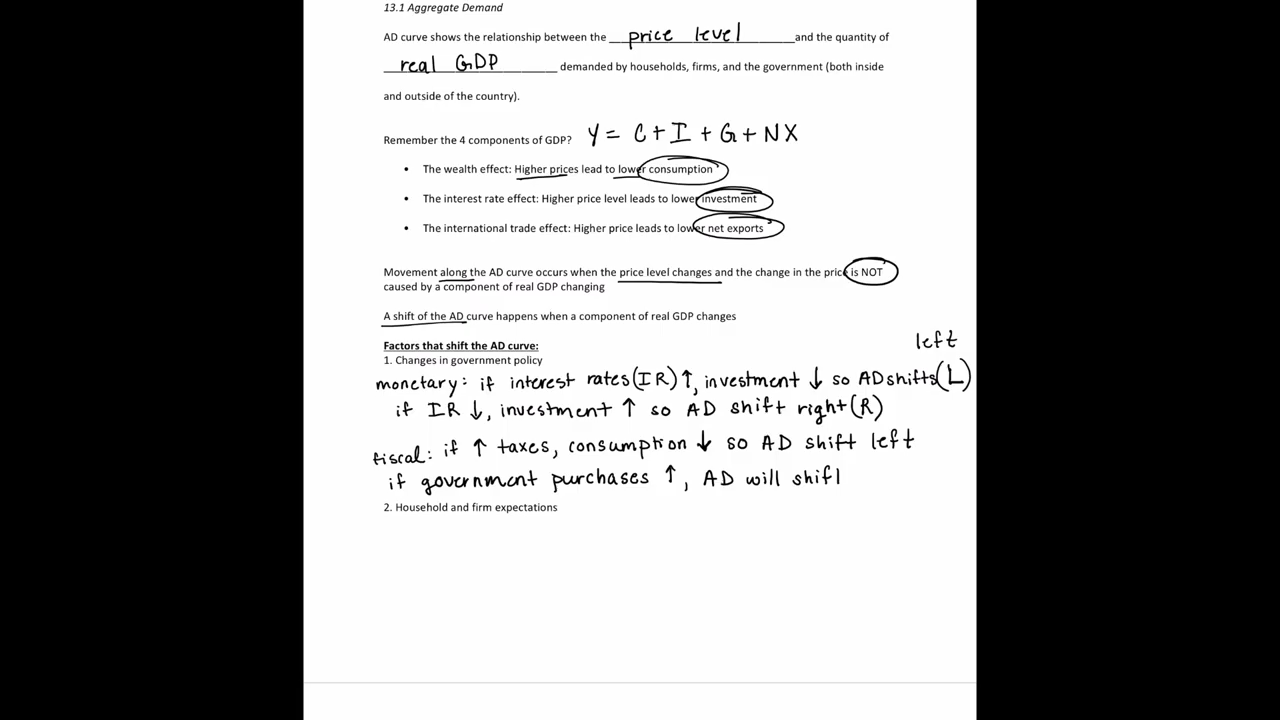 13.1 Aggregate Demand
AD curve shows the relationship between the price level and the quantity of
real GDP demanded by households, firms, and the government (both inside
and outside of the country).
Remember the 4 components of GDP? Y = C + I + G + NX
• The wealth effect: Higher prices lead to lower consumption
• The interest rate effect: Higher price level leads to lower investment
• The international trade effect: Higher price leads to lower net exports
Movement along the AD curve occurs when the price level changes and the change in the price is NOT
caused by a component of real GDP changing
A shift of the AD curve happens when a component of real GDP changes
Factors that shift the AD curve:
left
1. Changes in government policy
monetary: if interest rates (IR) ↑, investment ↓ so AD shifts (L)
if IR ↓, investment ↑ so AD shift right (R)
fiscal: if ↑ taxes, consumption ↓ so AD shift left
if government purchases ↑, AD will shif
2. Household and firm expectations